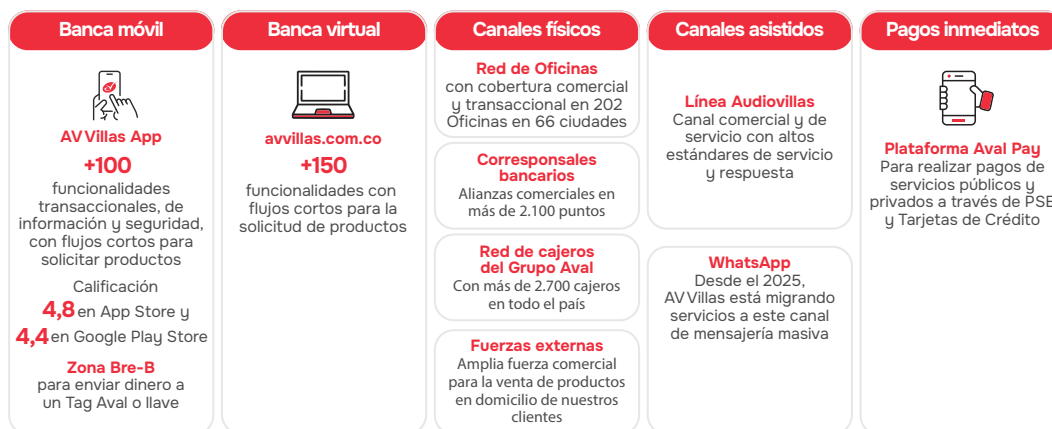 Banca móvil
AV Villas App
+100
funcionalidades
transaccionales, de
información y seguridad,
con flujos cortos para
solicitar productos
Calificación
4,8 en App Store y
4,4 en Google Play Store
Zona Bre-B
para enviar dinero a
un Tag Aval o llave
Banca virtual
avvillas.com.co
+150
funcionalidades con
flujos cortos para la
solicitud de productos
Canales físicos
Red de Oficinas
con cobertura comercial
y transaccional en 202
Oficinas en 66 ciudades
Corresponsales
bancarios
Alianzas comerciales en
más de 2.100 puntos
Red de cajeros
del Grupo Aval
Con más de 2.700 cajeros
en todo el país
Fuerzas externas
Amplia fuerza comercial
para la venta de productos
en domicilio de nuestros
clientes
Canales asistidos
Línea Audiovillas
Canal comercial y de
servicio con altos
estándares de servicio
y respuesta
WhatsApp
Desde el 2025,
AV Villas está migrando
servicios a este canal
de mensajería masiva
Pagos inmediatos
Plataforma Aval Pay
Para realizar pagos de
servicios públicos y
privados a través de PSE
y Tarjetas de Crédito